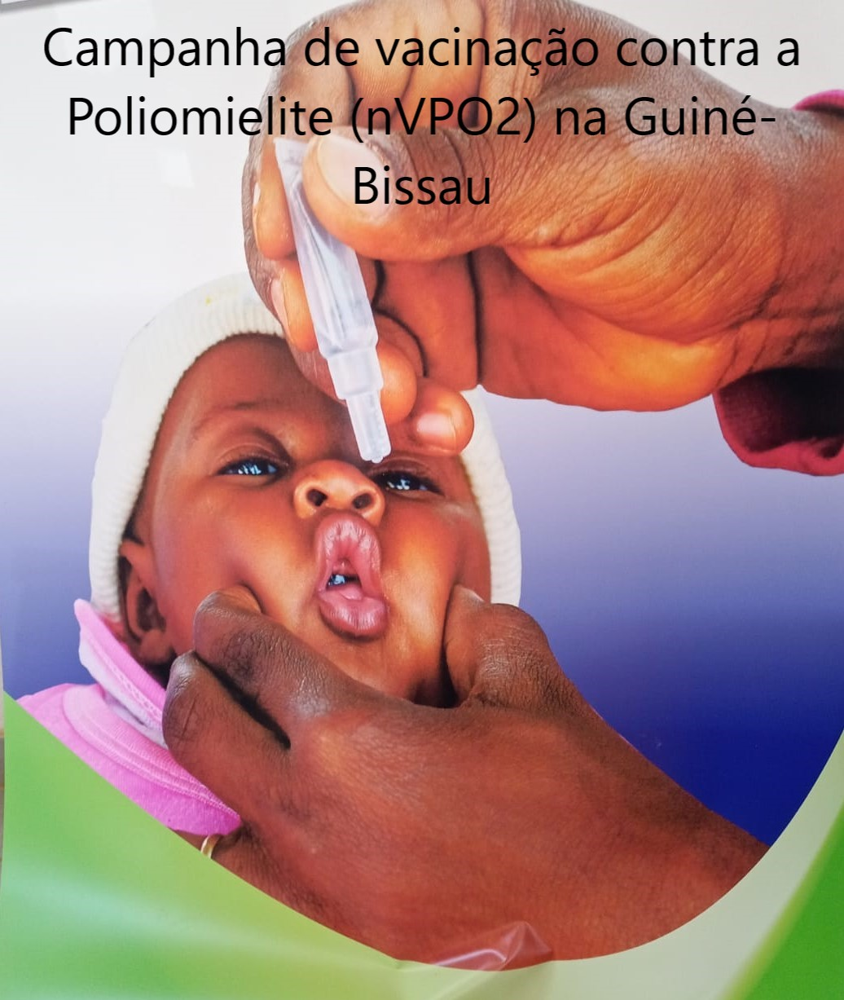 Campanha de vacinação contra a
Poliomielite (nVPO2) na Guiné-
Bissau